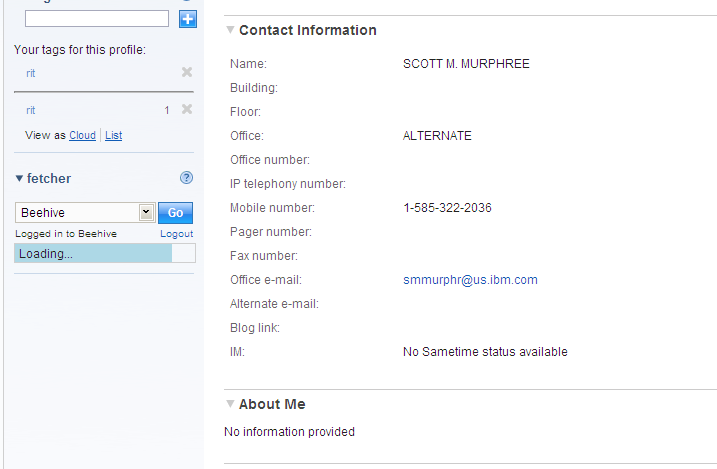 Your tags for this profile:
rit
rit 1
View as Cloud | List
fetcher
Beehive Go
Logged in to Beehive Logout
Loading...
Contact Information
Name: SCOTT M. MURPHREE
Building:
Floor:
Office: ALTERNATE
Office number:
IP telephony number:
Mobile number: 1-585-322-2036
Pager number:
Fax number:
Office e-mail: smmurphr@us.ibm.com
Alternate e-mail:
Blog link:
IM: No Sametime status available
About Me
No information provided